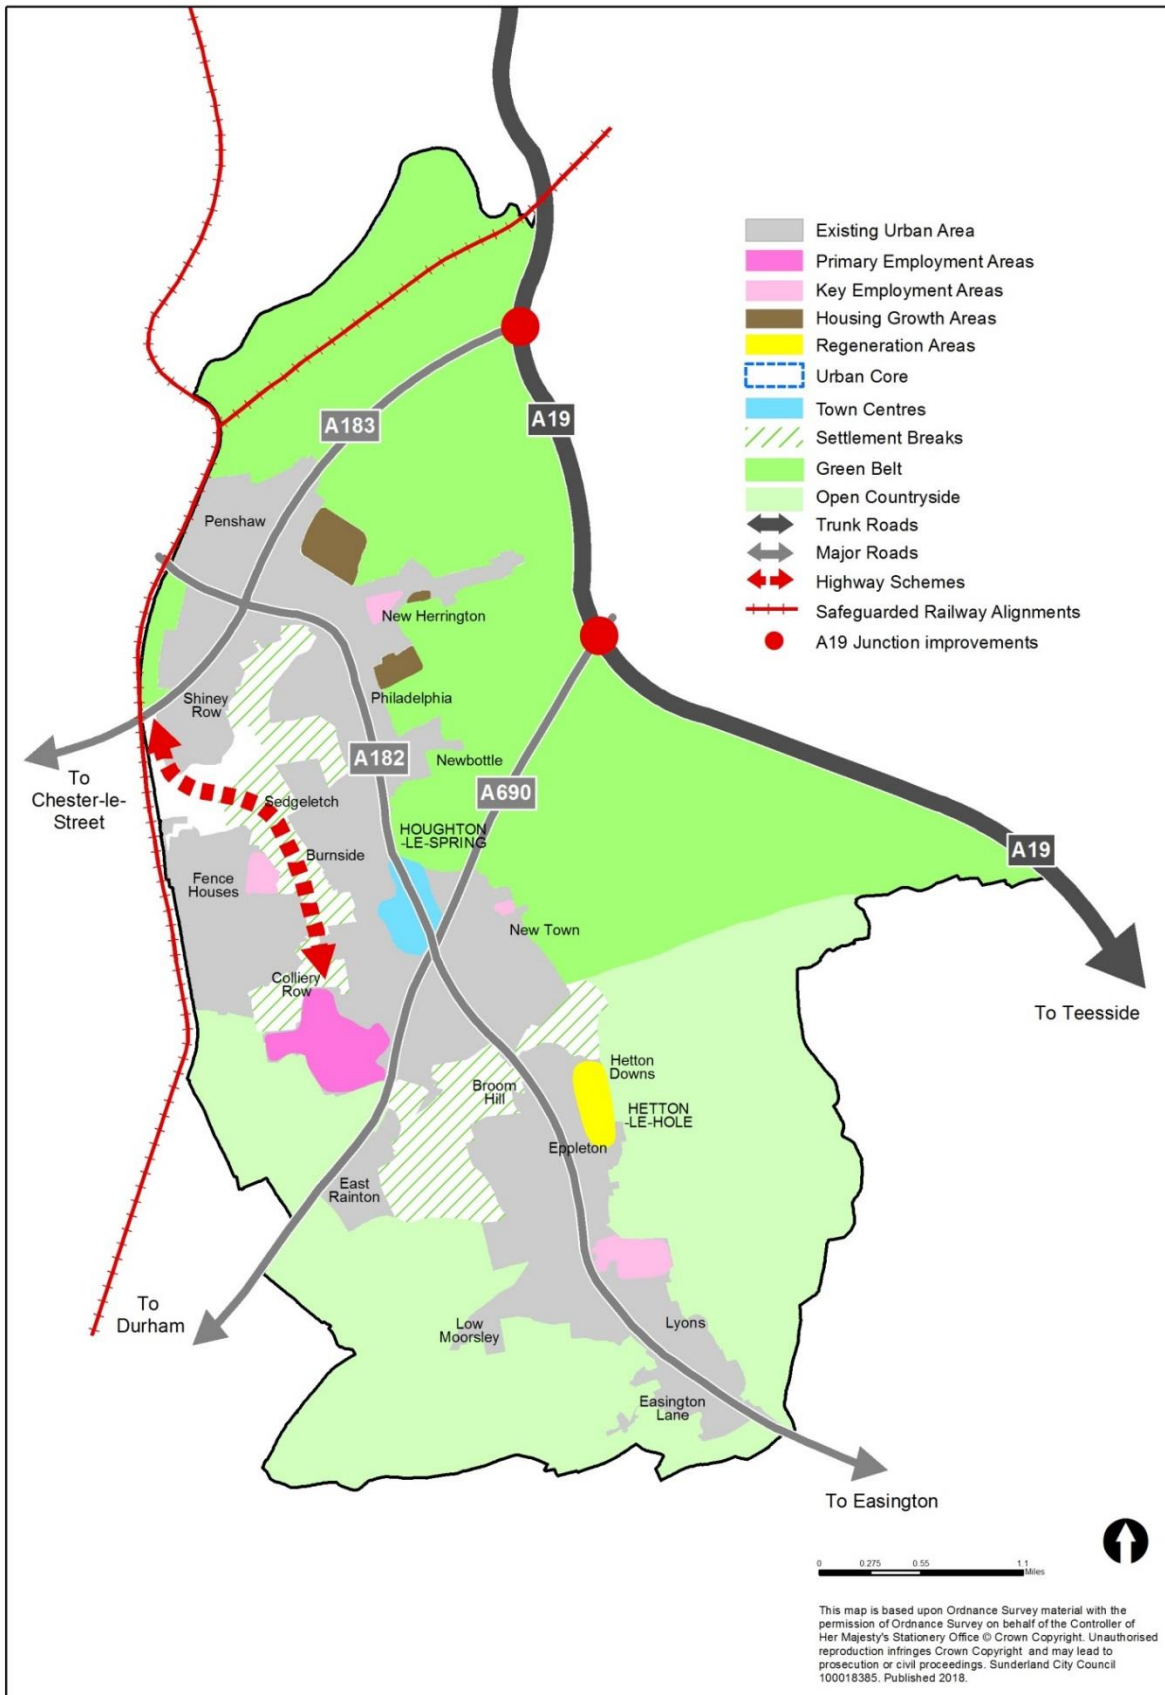 Existing Urban Area
Primary Employment Areas
Key Employment Areas
Housing Growth Areas
Regeneration Areas
Urban Core
Town Centres
Settlement Breaks
Green Belt
Open Countryside
Trunk Roads
Major Roads
Highway Schemes
Safeguarded Railway Alignments
A19 Junction improvements
A183
A19
Penshaw
New Herrington
Philadelphia
Shiney
Row
A182
Newbottle
To
Chester-le-
Street
Sedgeletch
A690
HOUGHTON
-LE-SPRING
Burnside
A19
Fence
Houses
New Town
Colliery
Row
To Teesside
Hetton
Downs
Broom
Hill
HETTON
-LE-HOLE
Eppleton
East
Rainton
To
Durham
Low
Moorsley
Lyons
Easington
Lane
To Easington
0 0.275 0.55 1.1
Miles
This map is based upon Ordnance Survey material with the
permission of Ordnance Survey on behalf of the Controller of
Her Majesty's Stationery Office © Crown Copyright. Unauthorised
reproduction infringes Crown Copyright and may lead to
prosecution or civil proceedings. Sunderland City Council
100018385. Published 2018.